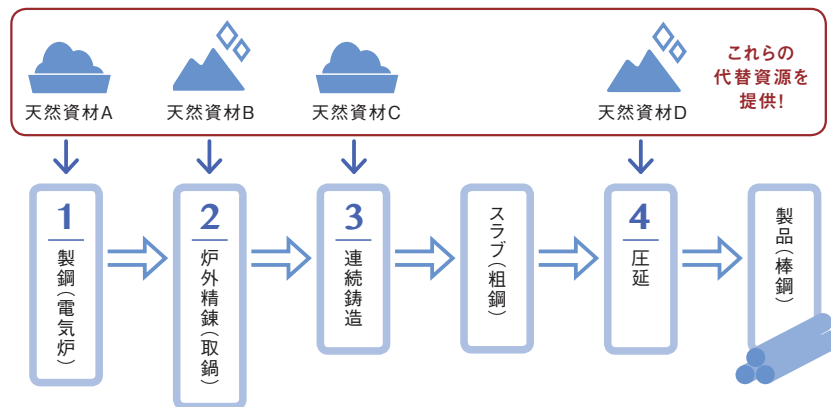 これらの
代替資源を
提供!
天然資材A
天然資材B
天然資材C
天然資材D
1
製鋼(電気炉)
2
炉外精錬(取鍋)
3
連続鋳造
スラブ(粗鋼)
4
圧延
製品(棒鋼)